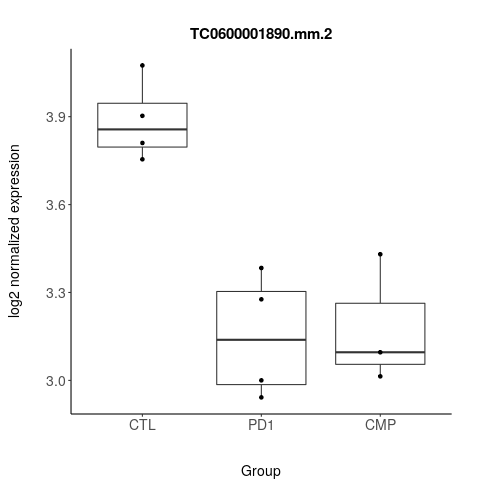 TC0600001890.mm.2
log2 normalized expression
3.9
3.6
3.3
3.0
CTL PD1 CMP
Group